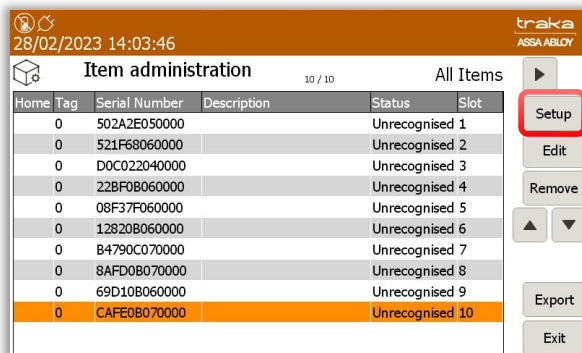 28/02/2023 14:03:46
traka
ASSA ABLOY
Item administration 10 / 10 All Items
Home Tag Serial Number Description Status Slot
0 502A2E050000 Unrecognised 1
0 521F68060000 Unrecognised 2
0 D0C022040000 Unrecognised 3
0 22BF0B060000 Unrecognised 4
0 08F37F060000 Unrecognised 5
0 12820B060000 Unrecognised 6
0 B4790C070000 Unrecognised 7
0 8AFD0B070000 Unrecognised 8
0 69D10B060000 Unrecognised 9
0 CAFE0B070000 Unrecognised 10
Setup
Edit
Remove
Export
Exit